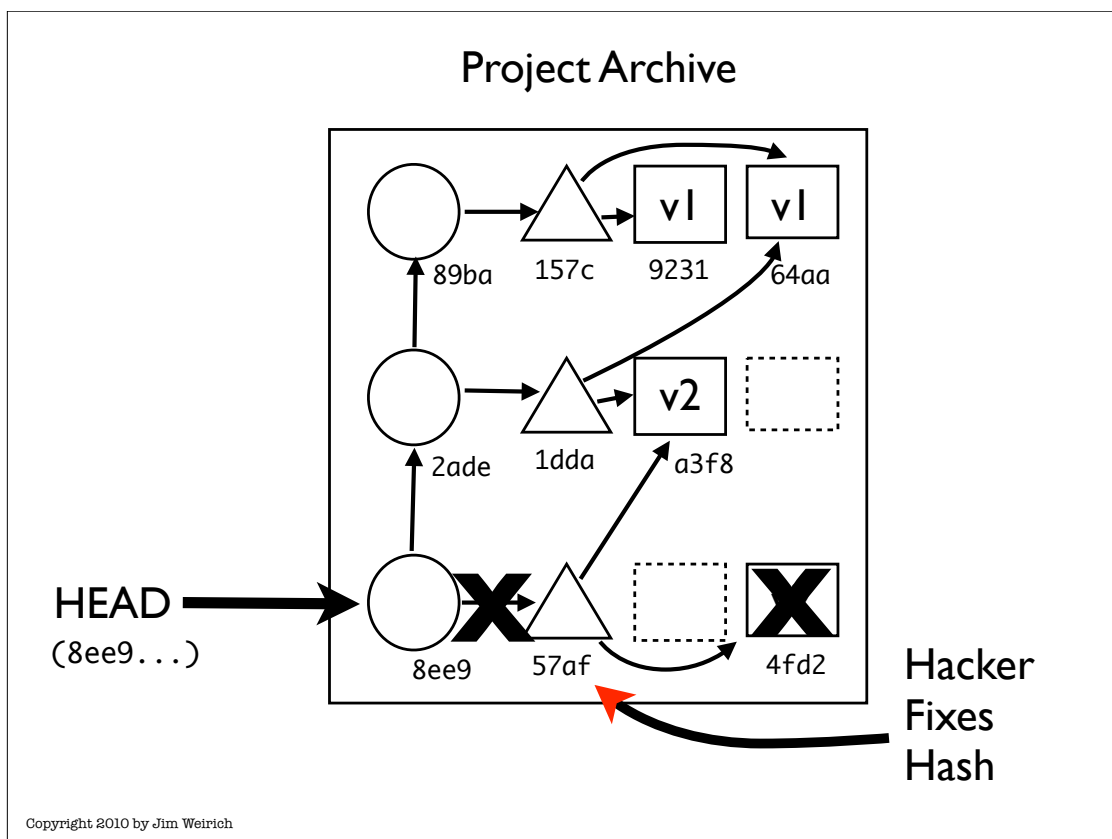 Project Archive
v1 v1
89ba 157c 9231 64aa
v2
2ade 1dda a3f8
HEAD
(8ee9...)
X X
8ee9 57af 4fd2
Hacker
Fixes
Hash
Copyright 2010 by Jim Weirich